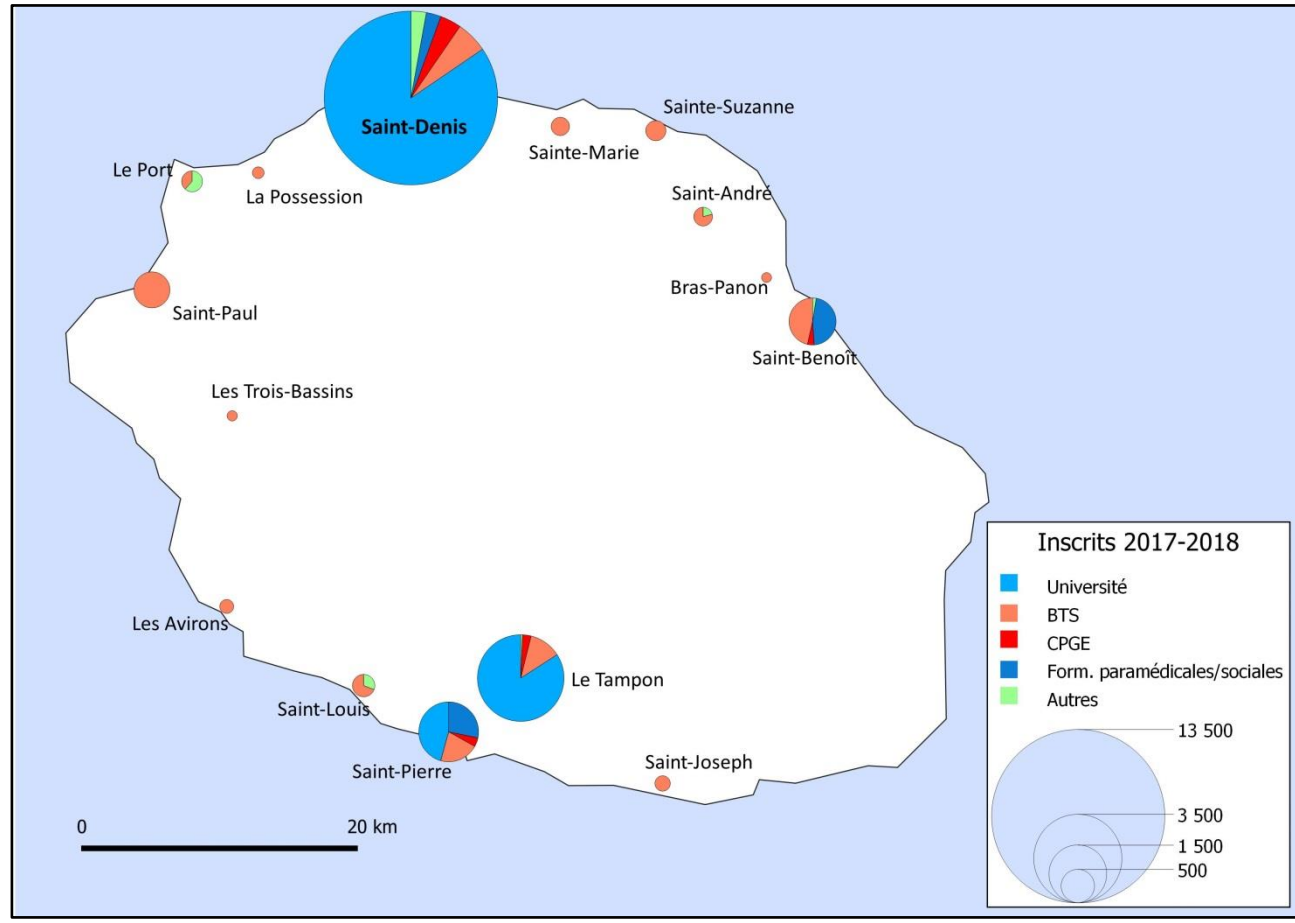 Saint-Denis
Sainte-Suzanne
Sainte-Marie
Le Port
La Possession
Saint-André
Bras-Panon
Saint-Paul
Saint-Benoît
Les Trois-Bassins
Les Avirons
Le Tampon
Saint-Louis
Saint-Pierre
Saint-Joseph
0 20 km
Inscrits 2017-2018
Université
BTS
CPGE
Form. paramédicales/sociales
Autres
13 500
3 500
1 500
500